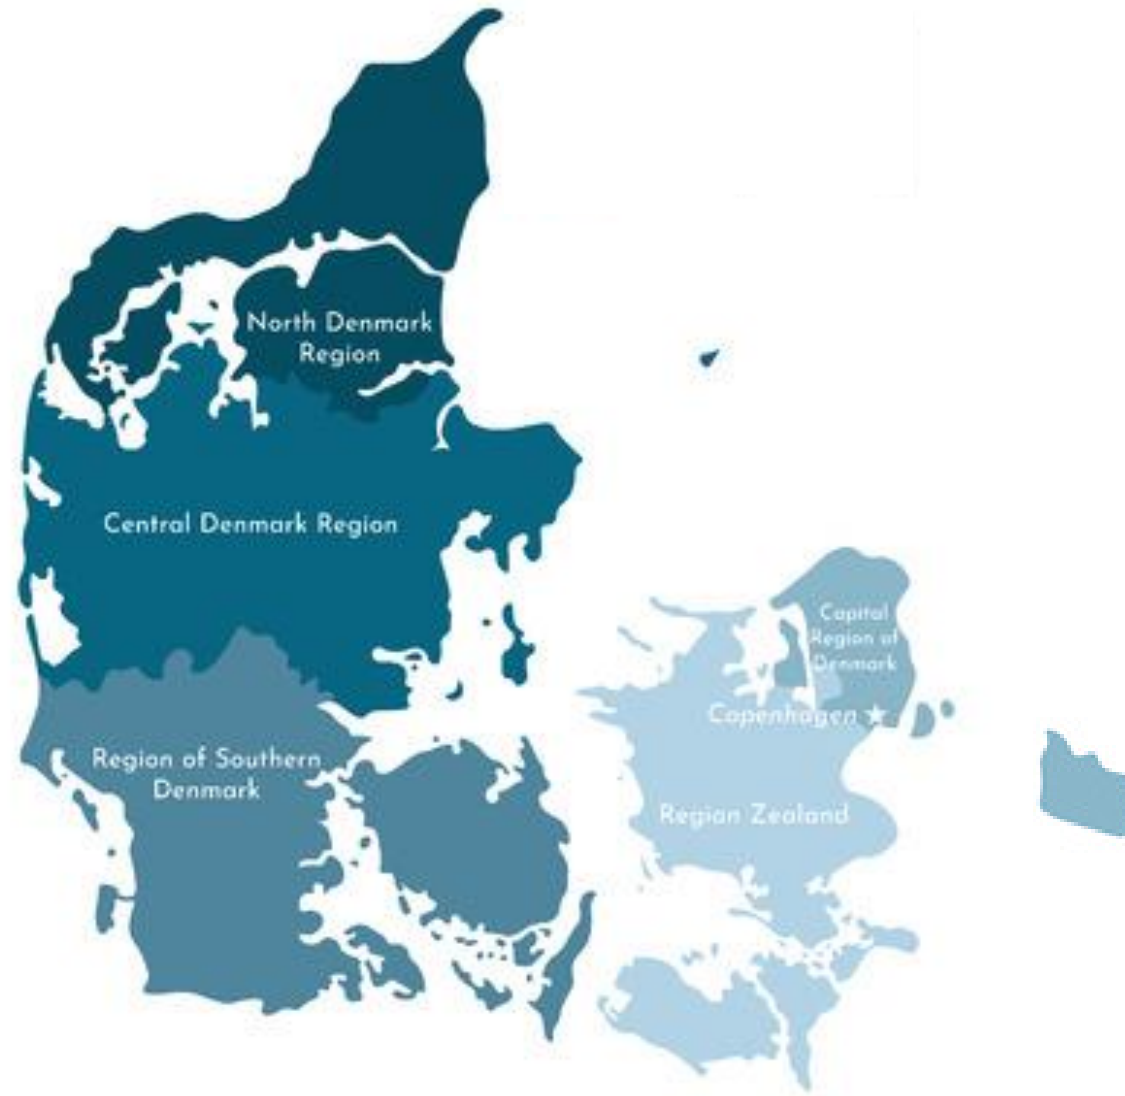 North Denmark
Region
Central Denmark Region
Capital
Region of
Denmark
Copenhagen
Region of Southern
Denmark
Region Zealand